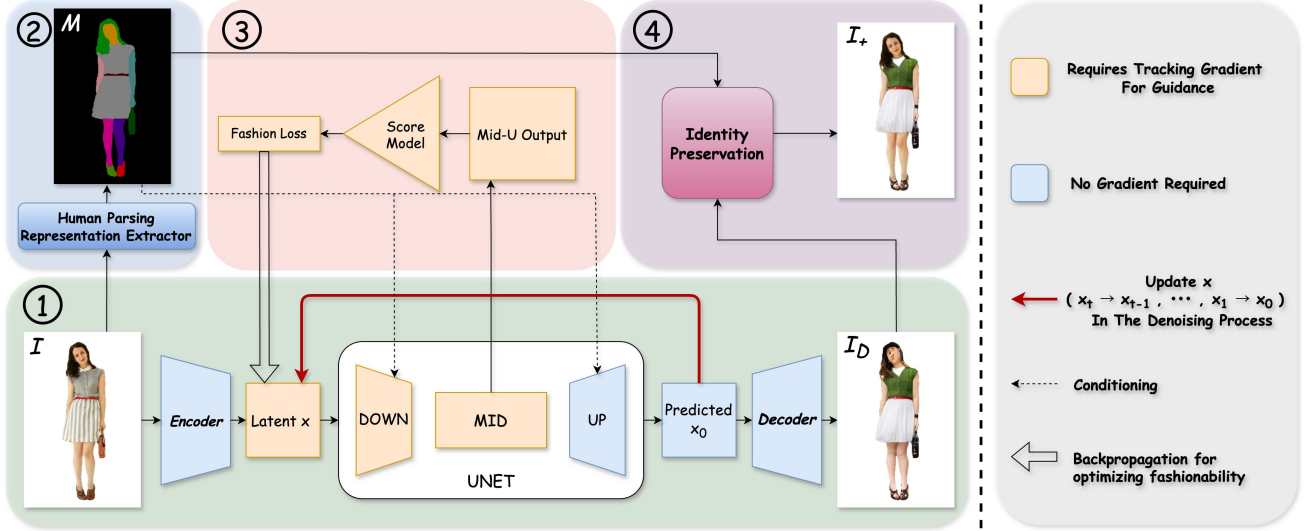 ②
M
③
④
I₊
Human Parsing
Representation Extractor
Fashion Loss
Score
Model
Mid-U Output
Identity
Preservation
①
I
Encoder
Latent x
DOWN
MID
UP
UNET
Predicted
x₀
Decoder
I_D
Requires Tracking Gradient
For Guidance
No Gradient Required
Update x
( xₜ → xₜ₋₁ , ⋯ , x₁ → x₀ )
In The Denoising Process
Conditioning
Backpropagation for
optimizing fashionability